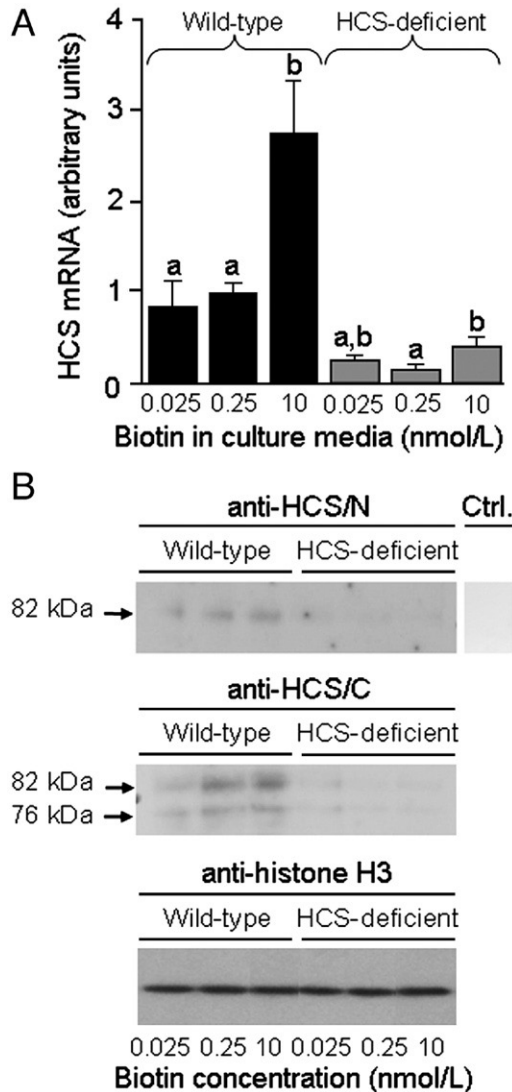 A
HCS mRNA (arbitrary units)
4
3
2
1
0
Wild-type HCS-deficient
a a b a,b a b
0.025 0.25 10 0.025 0.25 10
Biotin in culture media (nmol/L)
B
anti-HCS/N Ctrl.
Wild-type HCS-deficient
82 kDa
anti-HCS/C
Wild-type HCS-deficient
82 kDa
76 kDa
anti-histone H3
Wild-type HCS-deficient
0.025 0.25 10 0.025 0.25 10
Biotin concentration (nmol/L)